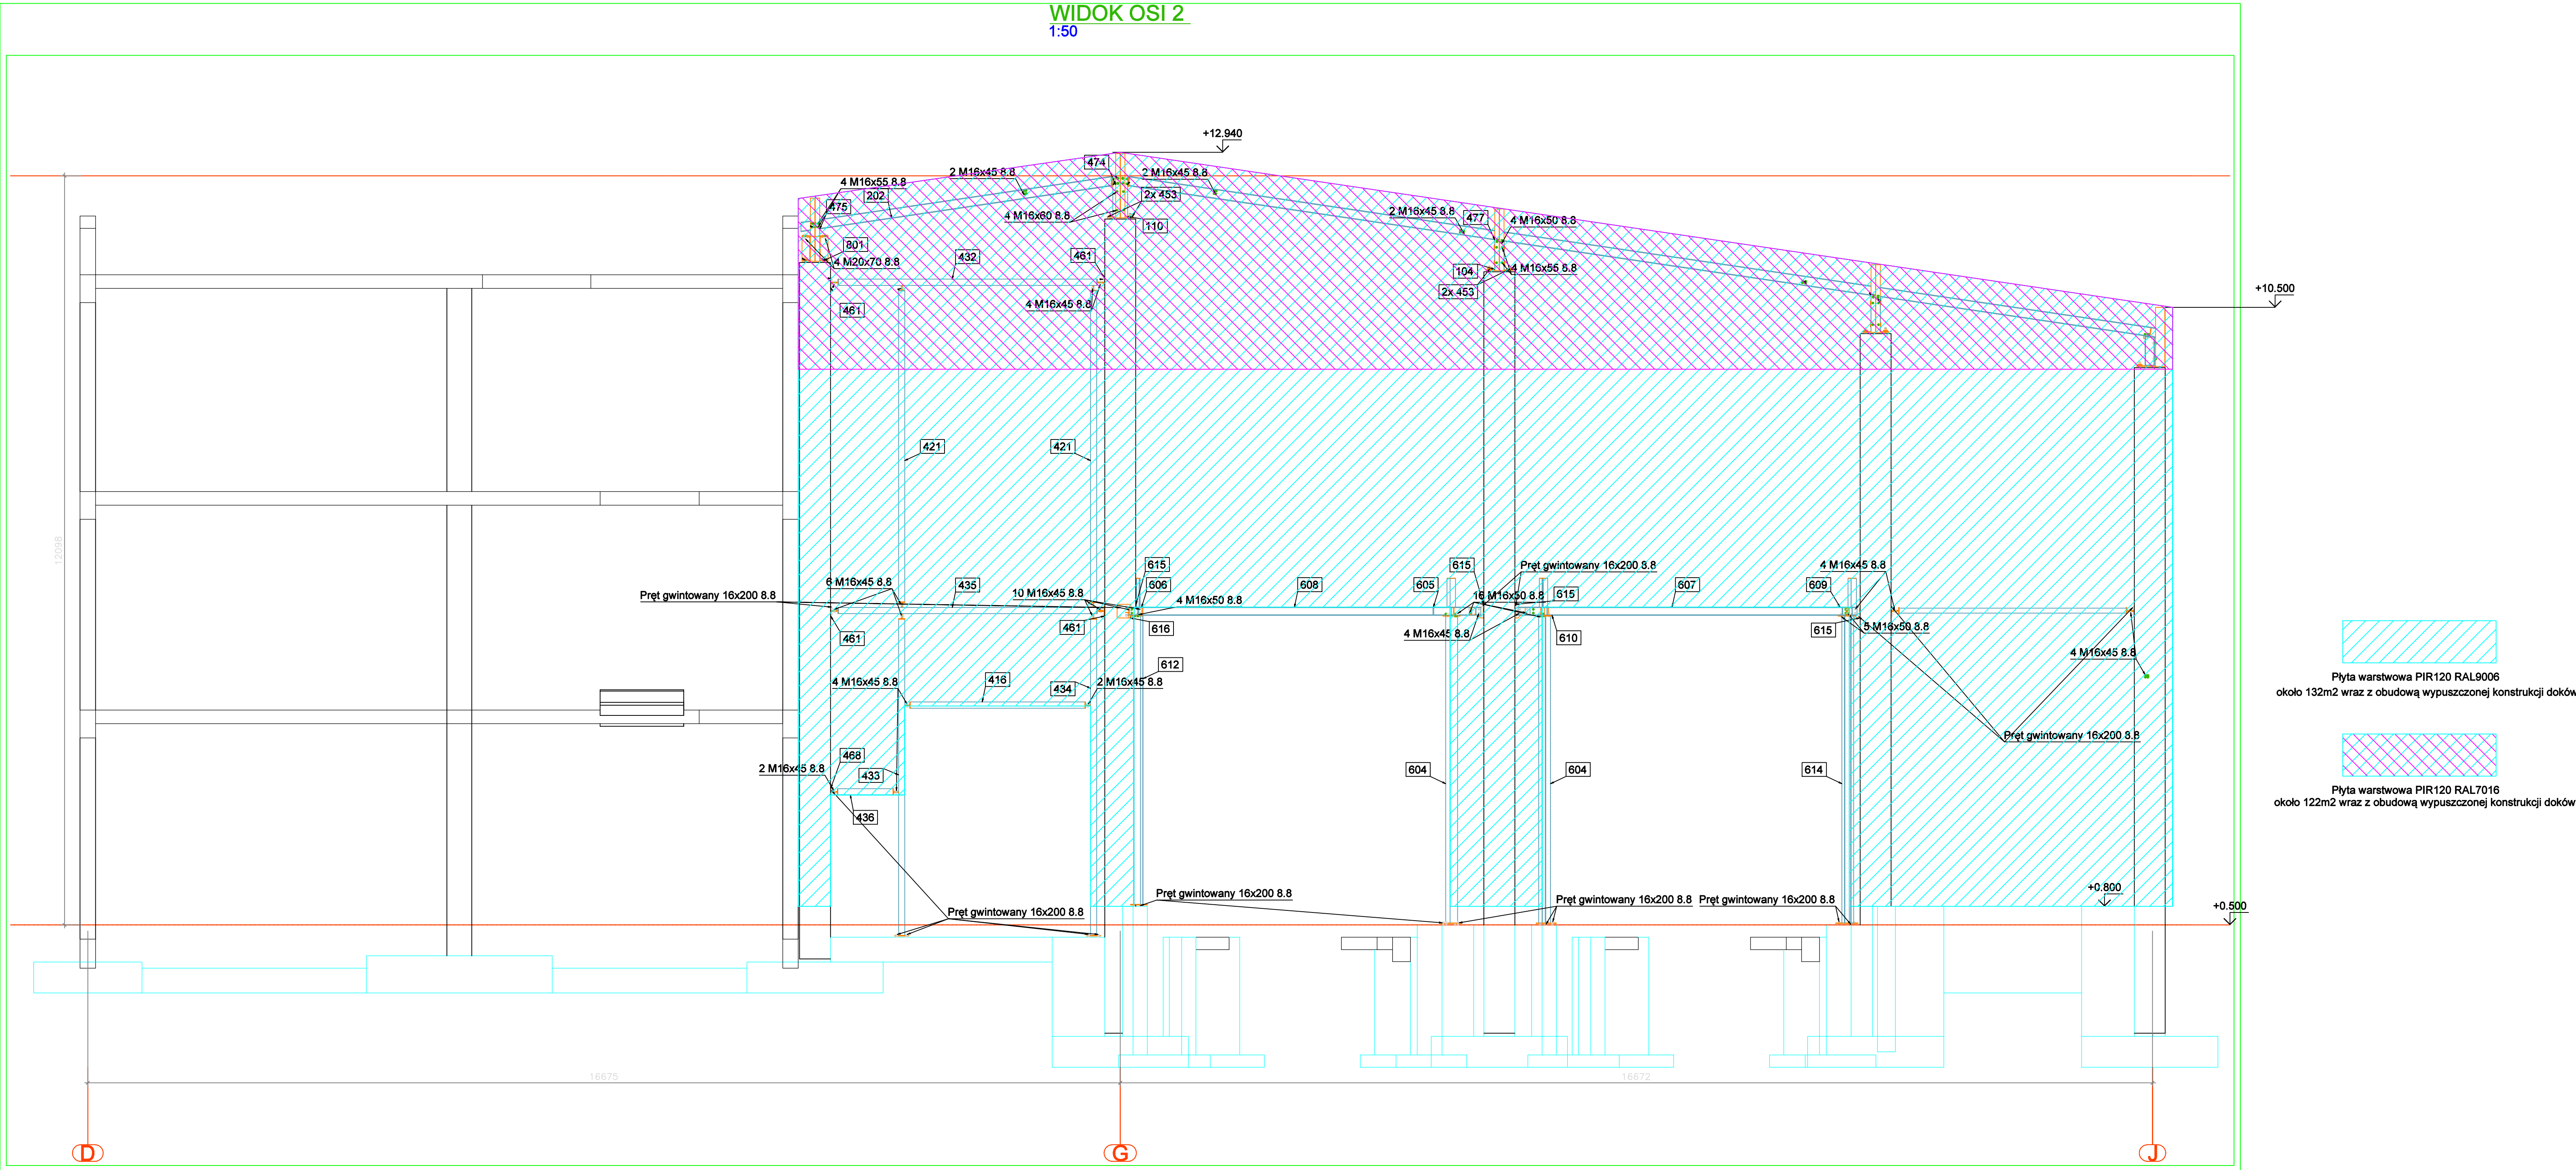 WIDOK OSI 2
1:50
+12.940
474
2 M16x45 8.8
2 M16x45 8.8
4 M16x55 8.8
202
2x 453
475
4 M16x60 8.8
110
2 M16x45 8.8
477
4 M16x50 8.8
801
4 M20x70 8.8
432
461
104
4 M16x55 8.8
2x 453
+10.500
461
4 M16x45 8.8
421
421
12098
615
615
Pręt gwintowany 16x200 8.8
4 M16x45 8.8
6 M16x45 8.8
435
606
608
605
607
609
Pręt gwintowany 16x200 8.8
10 M16x45 8.8
4 M16x50 8.8
16 M16x50 8.8
615
461
461
616
4 M16x45 8.8
610
615
5 M16x50 8.8
612
4 M16x45 8.8
4 M16x45 8.8
416
434
2 M16x45 8.8
Płyta warstwowa PIR120 RAL9006
około 132m2 wraz z obudową wypuszczonej konstrukcji doków
Pręt gwintowany 16x200 8.8
468
2 M16x45 8.8
433
604
604
614
436
Płyta warstwowa PIR120 RAL7016
około 122m2 wraz z obudową wypuszczonej konstrukcji doków
+0.800
Pręt gwintowany 16x200 8.8
Pręt gwintowany 16x200 8.8
Pręt gwintowany 16x200 8.8
+0.500
Pręt gwintowany 16x200 8.8
16675
16672
D
G
J